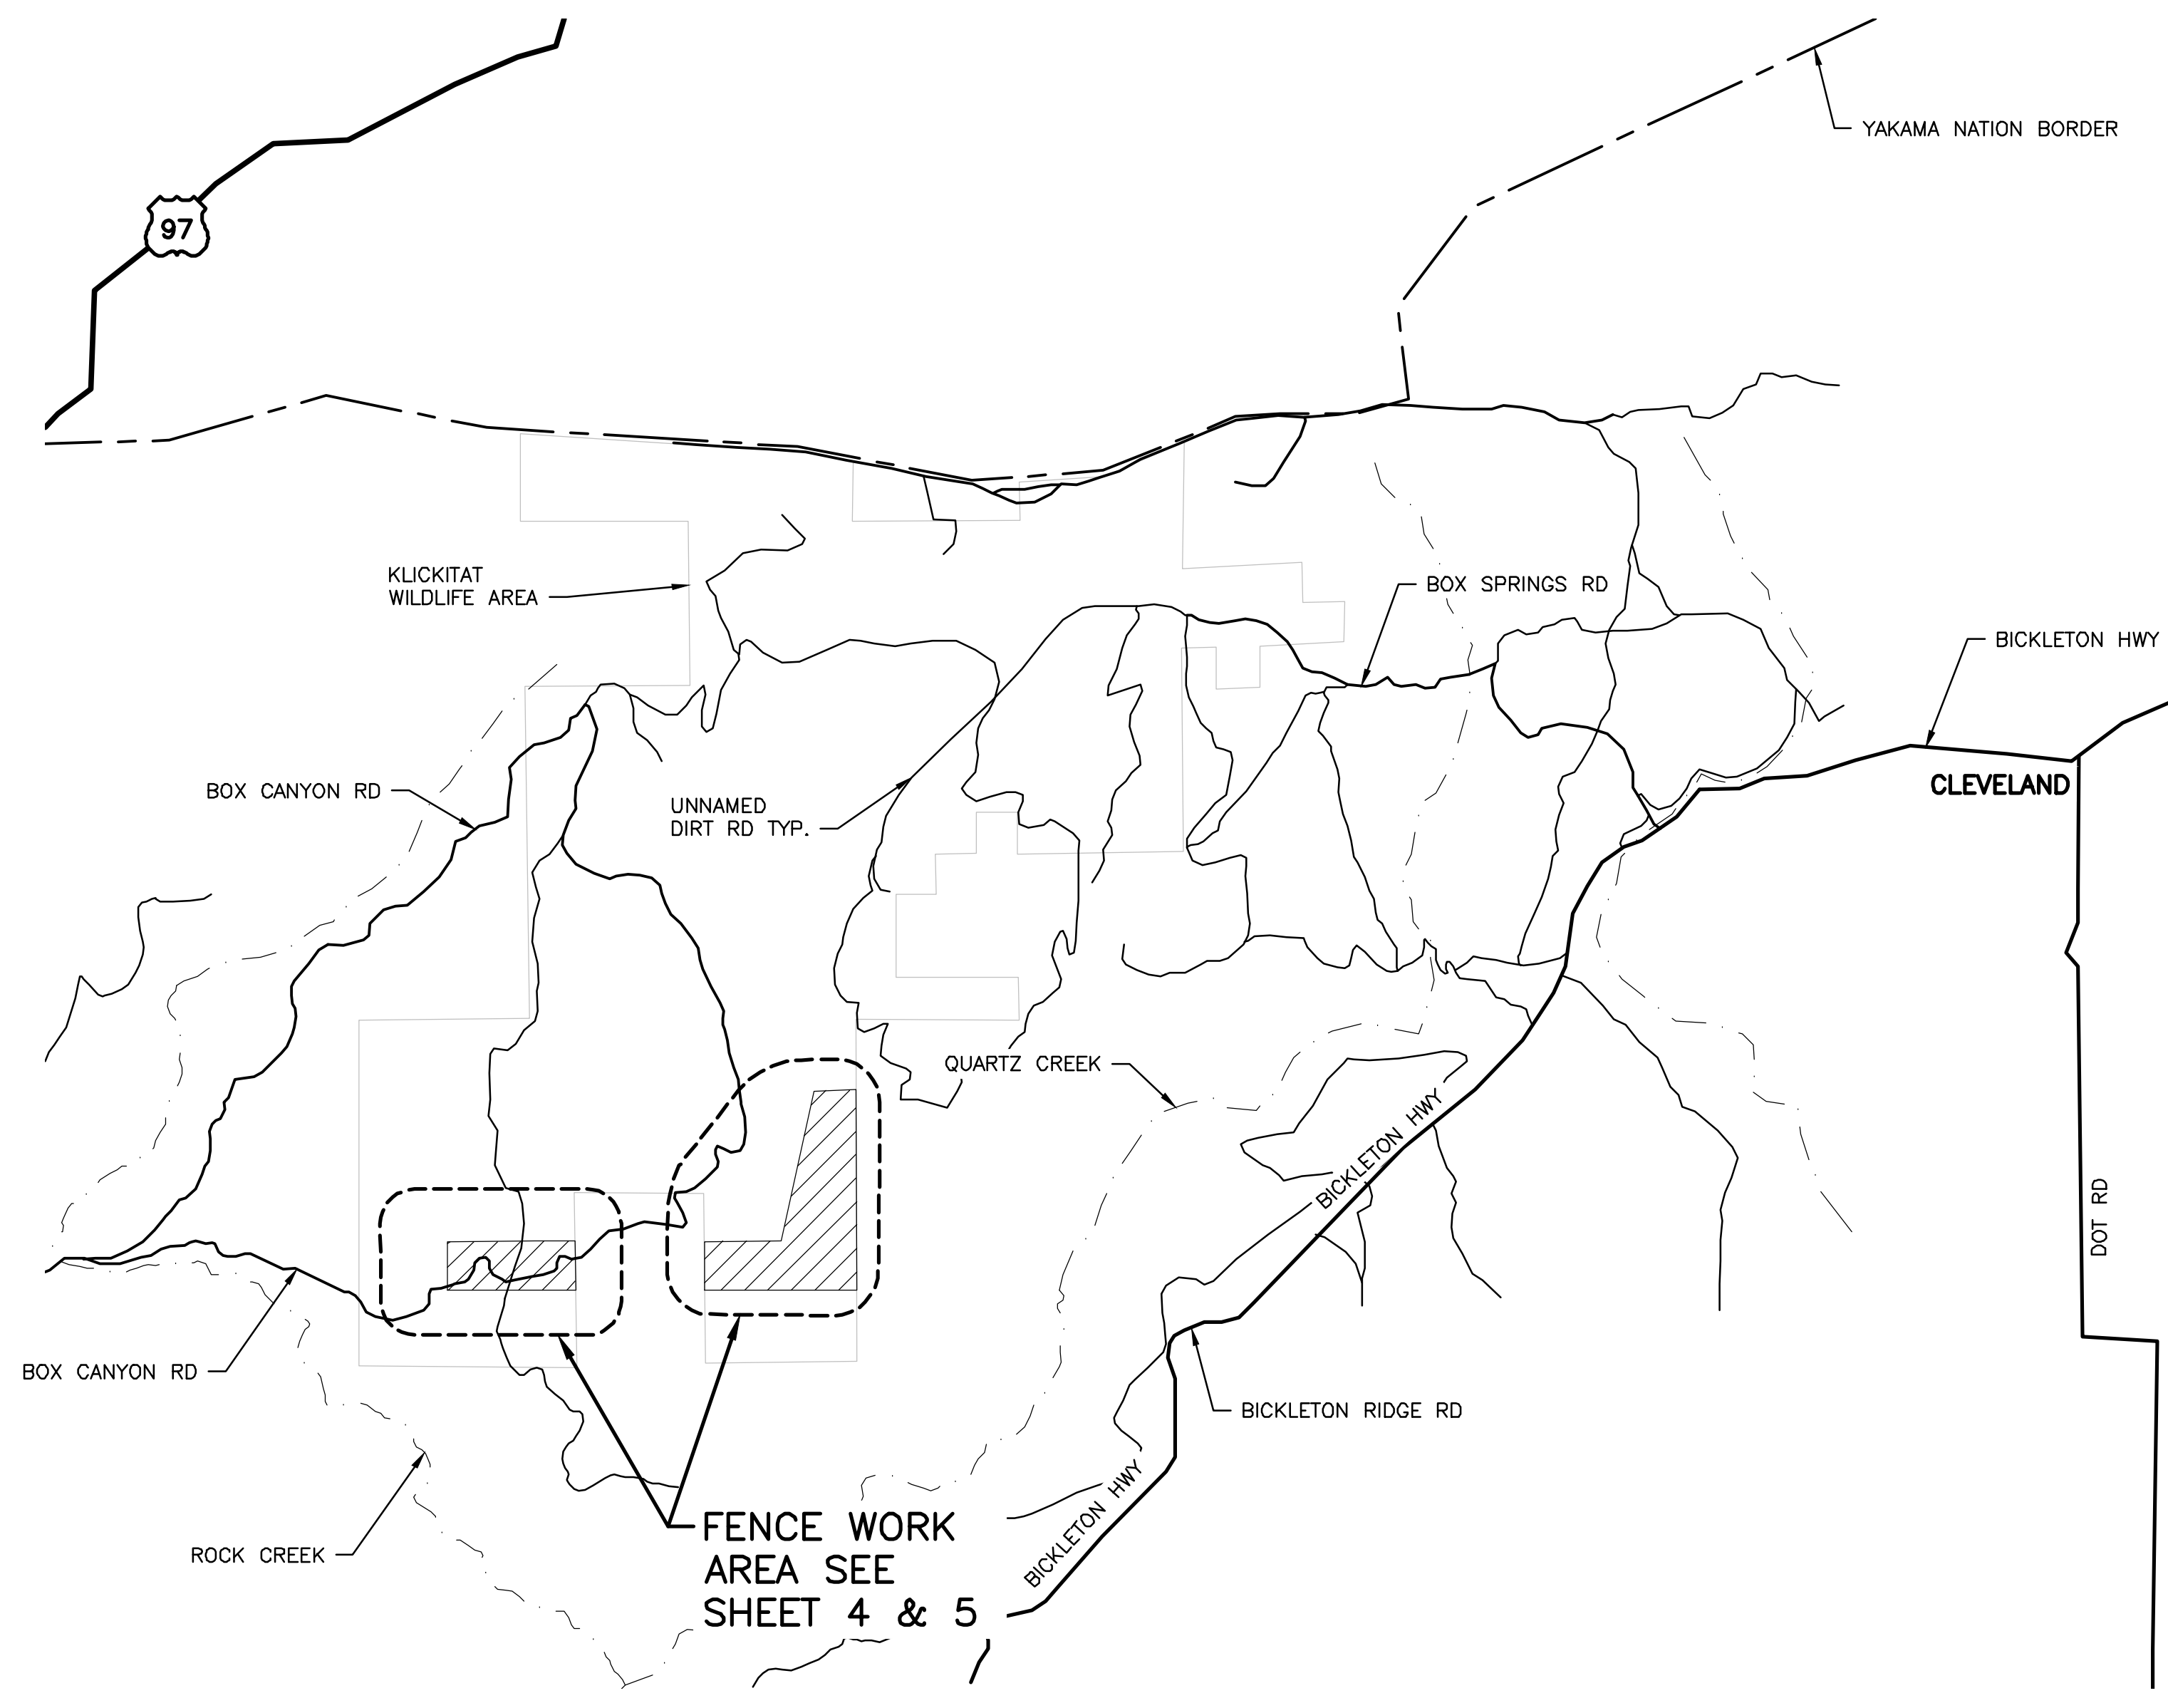 YAKAMA NATION BORDER
97
KLICKITAT
WILDLIFE AREA
BOX SPRINGS RD
BICKLETON HWY
BOX CANYON RD
UNNAMED
DIRT RD TYP.
CLEVELAND
QUARTZ CREEK
BICKLETON HWY
DOT RD
BOX CANYON RD
BICKLETON RIDGE RD
BICKLETON HWY
ROCK CREEK
FENCE WORK
AREA SEE
SHEET 4 & 5